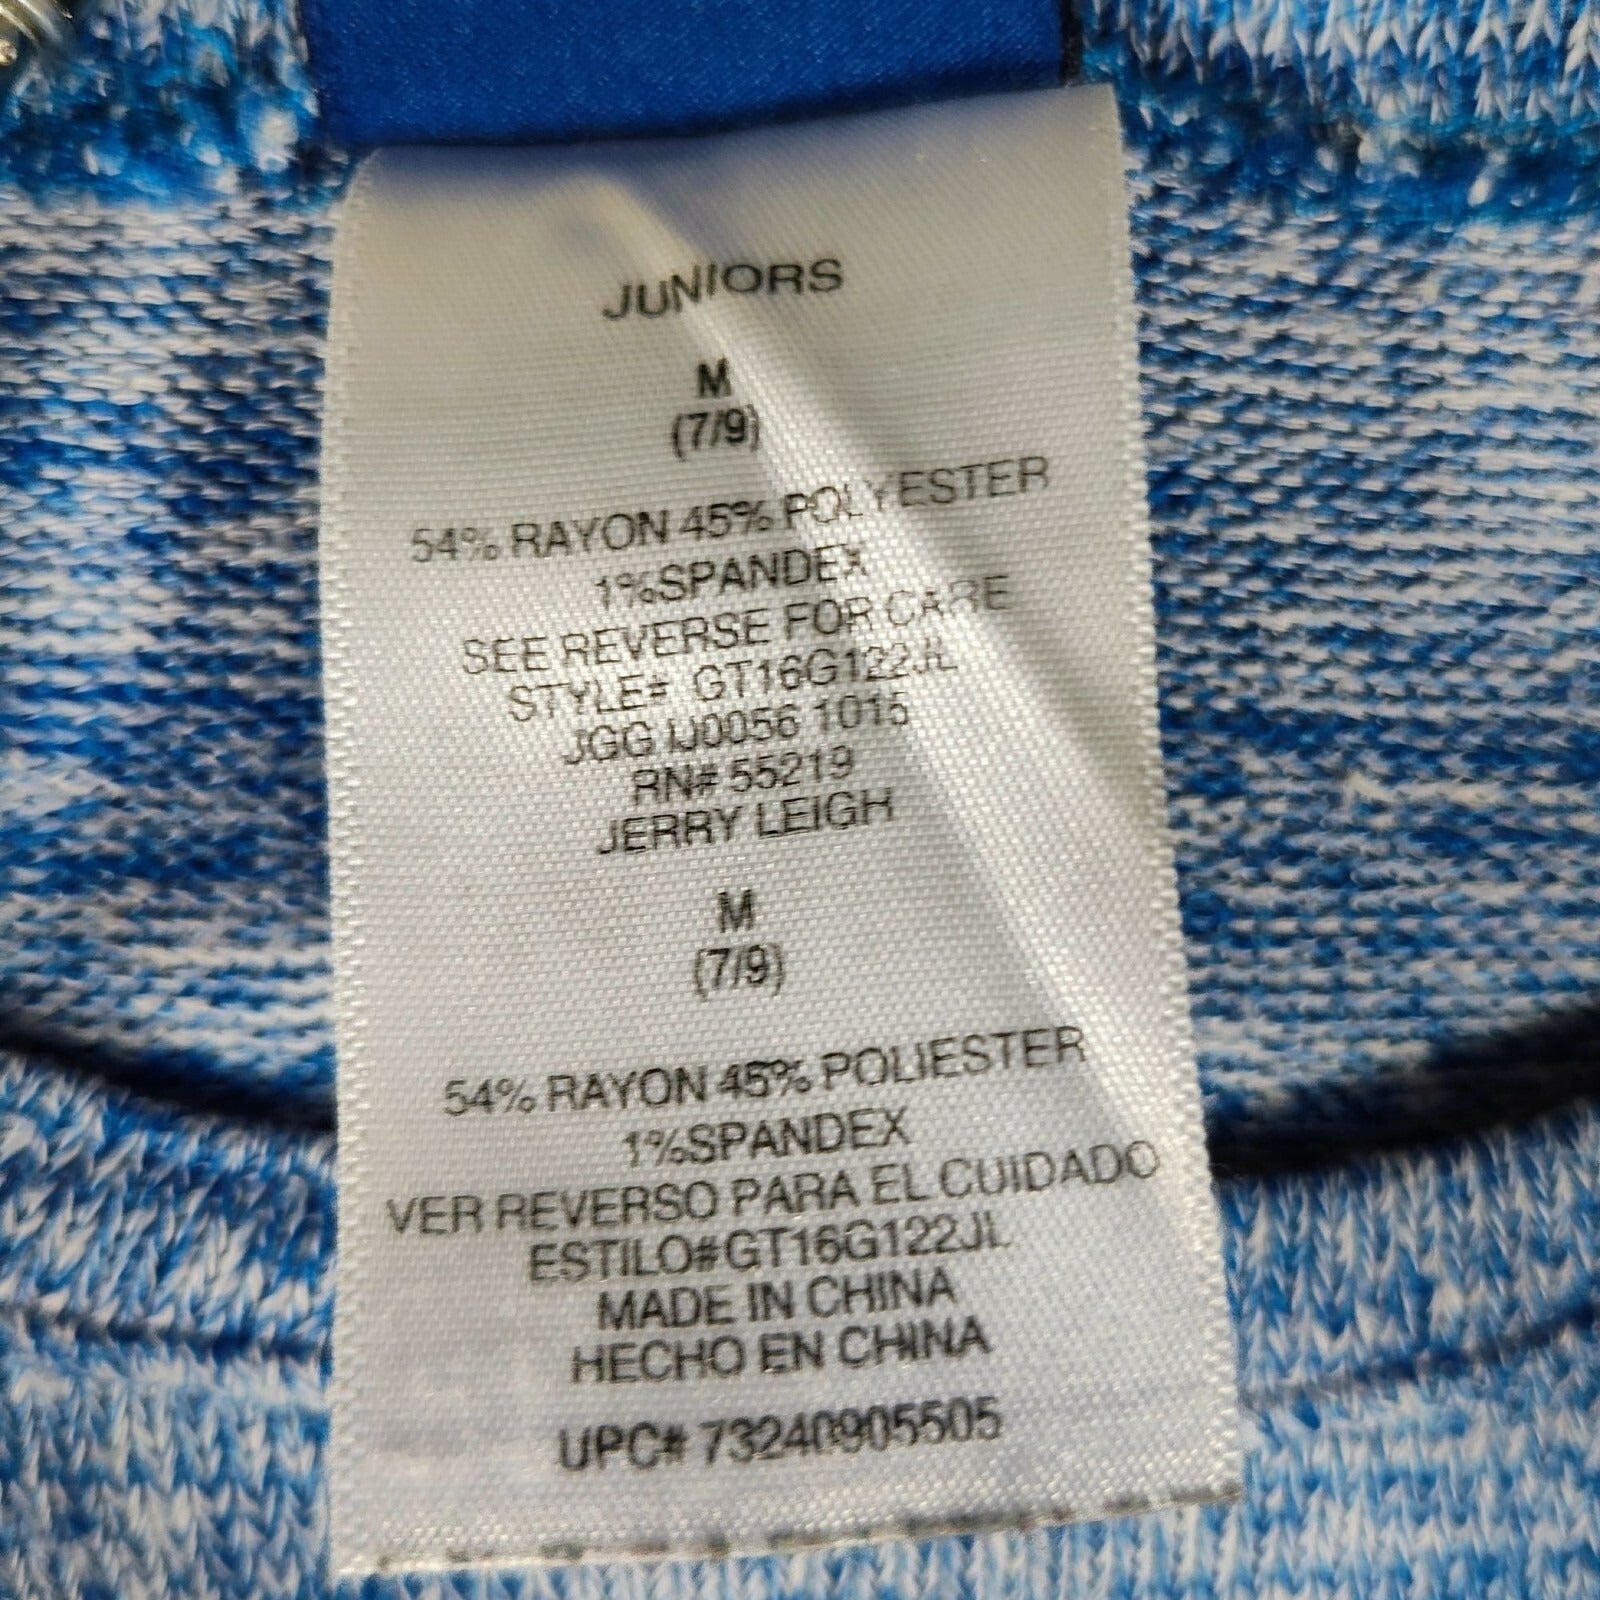 JUNIORS
M
(7/9)
54% RAYON 45% POLYESTER
1%SPANDEX
SEE REVERSE FOR CARE
STYLE# GT16G122JL
JGG IJ0056 1015
RN# 55219
JERRY LEIGH
M
(7/9)
54% RAYON 45% POLIESTER
1%SPANDEX
VER REVERSO PARA EL CUIDADO
ESTILO#GT16G122JL
MADE IN CHINA
HECHO EN CHINA
UPC# 73240905505